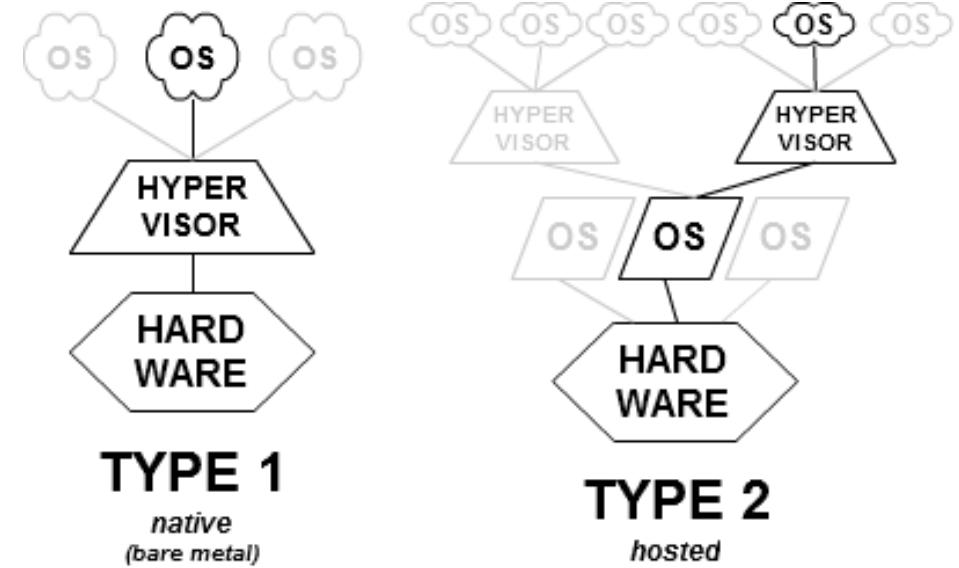 OS OS OS
HYPER
VISOR
HARD
WARE
TYPE 1
native
(bare metal)
OS OS OS OS OS OS
HYPER
VISOR
HYPER
VISOR
OS OS OS
HARD
WARE
TYPE 2
hosted